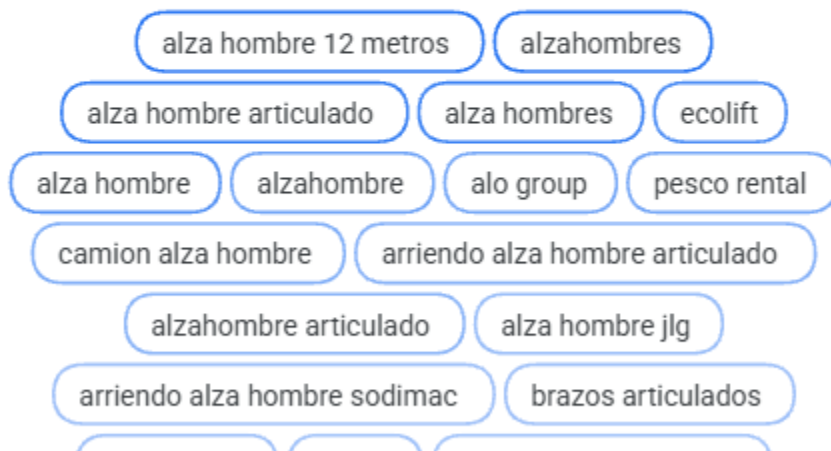 alza hombre 12 metros alzahombres
alza hombre articulado alza hombres ecolift
alza hombre alzahombre alo group pesco rental
camion alza hombre arriendo alza hombre articulado
alzahombre articulado alza hombre jlg
arriendo alza hombre sodimac brazos articulados